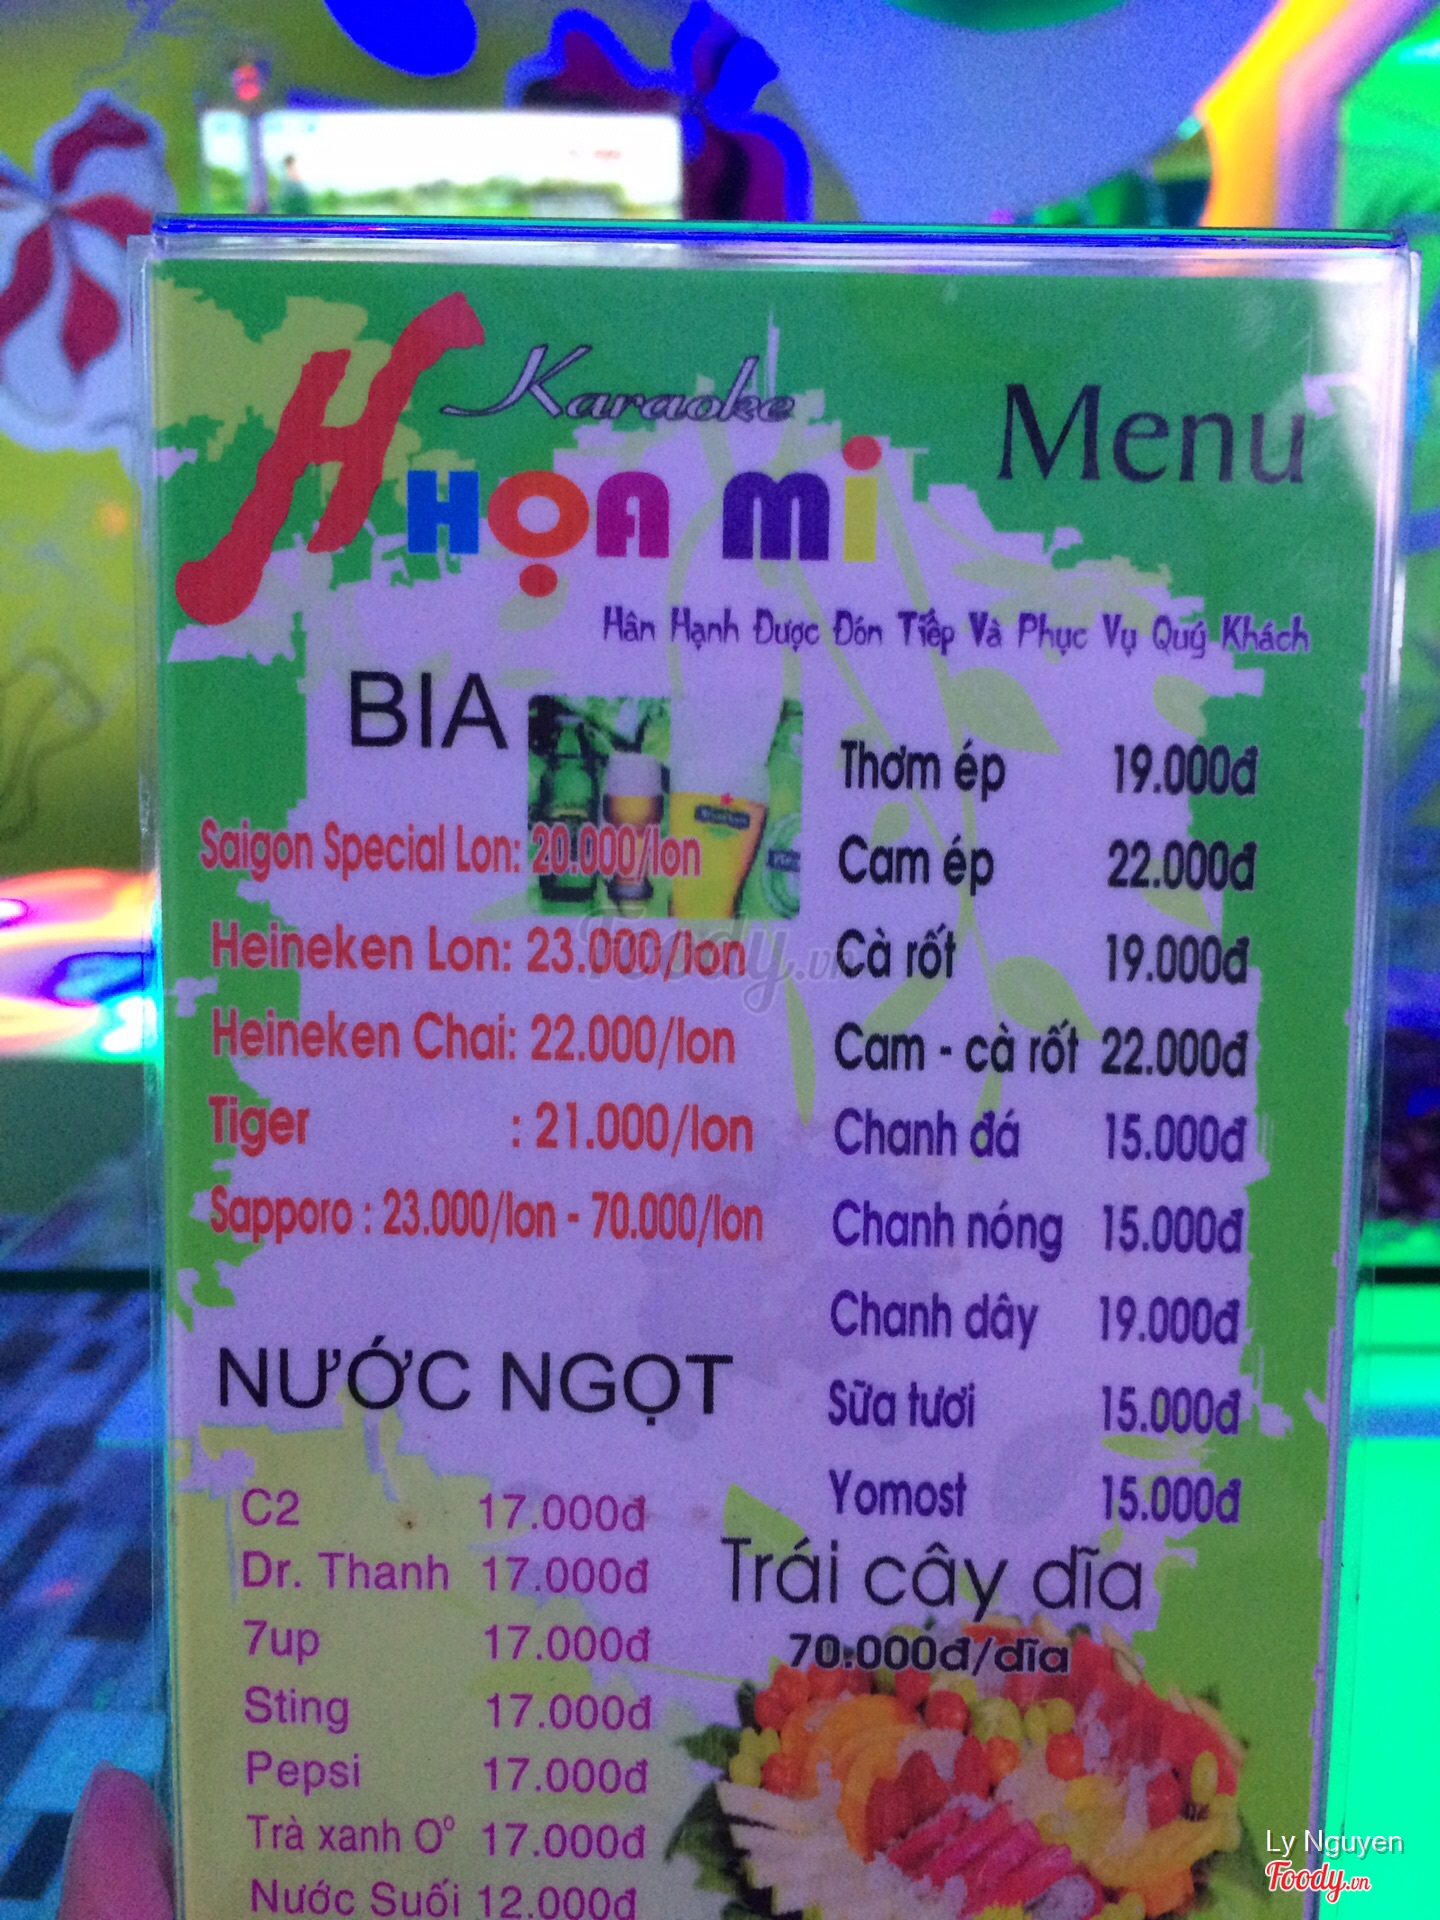 Karaoke
Menu
H HỌA MI
Hân Hạnh Được Đón Tiếp Và Phục Vụ Quý Khách
BIA
Saigon Special Lon: 20.000/lon
Heineken Lon: 23.000/lon
Heineken Chai: 22.000/lon
Tiger : 21.000/lon
Sapporo : 23.000/lon - 70.000/lon
NƯỚC NGỌT
C2 17.000đ
Dr. Thanh 17.000đ
7up 17.000đ
Sting 17.000đ
Pepsi 17.000đ
Trà xanh O° 17.000đ
Nước Suối 12.000đ
Thơm ép 19.000đ
Cam ép 22.000đ
Cà rốt 19.000đ
Cam - cà rốt 22.000đ
Chanh đá 15.000đ
Chanh nóng 15.000đ
Chanh dây 19.000đ
Sữa tươi 15.000đ
Yomost 15.000đ
Trái cây dĩa
70.000đ/dĩa
Foody.vn
Ly Nguyen
Foody.vn